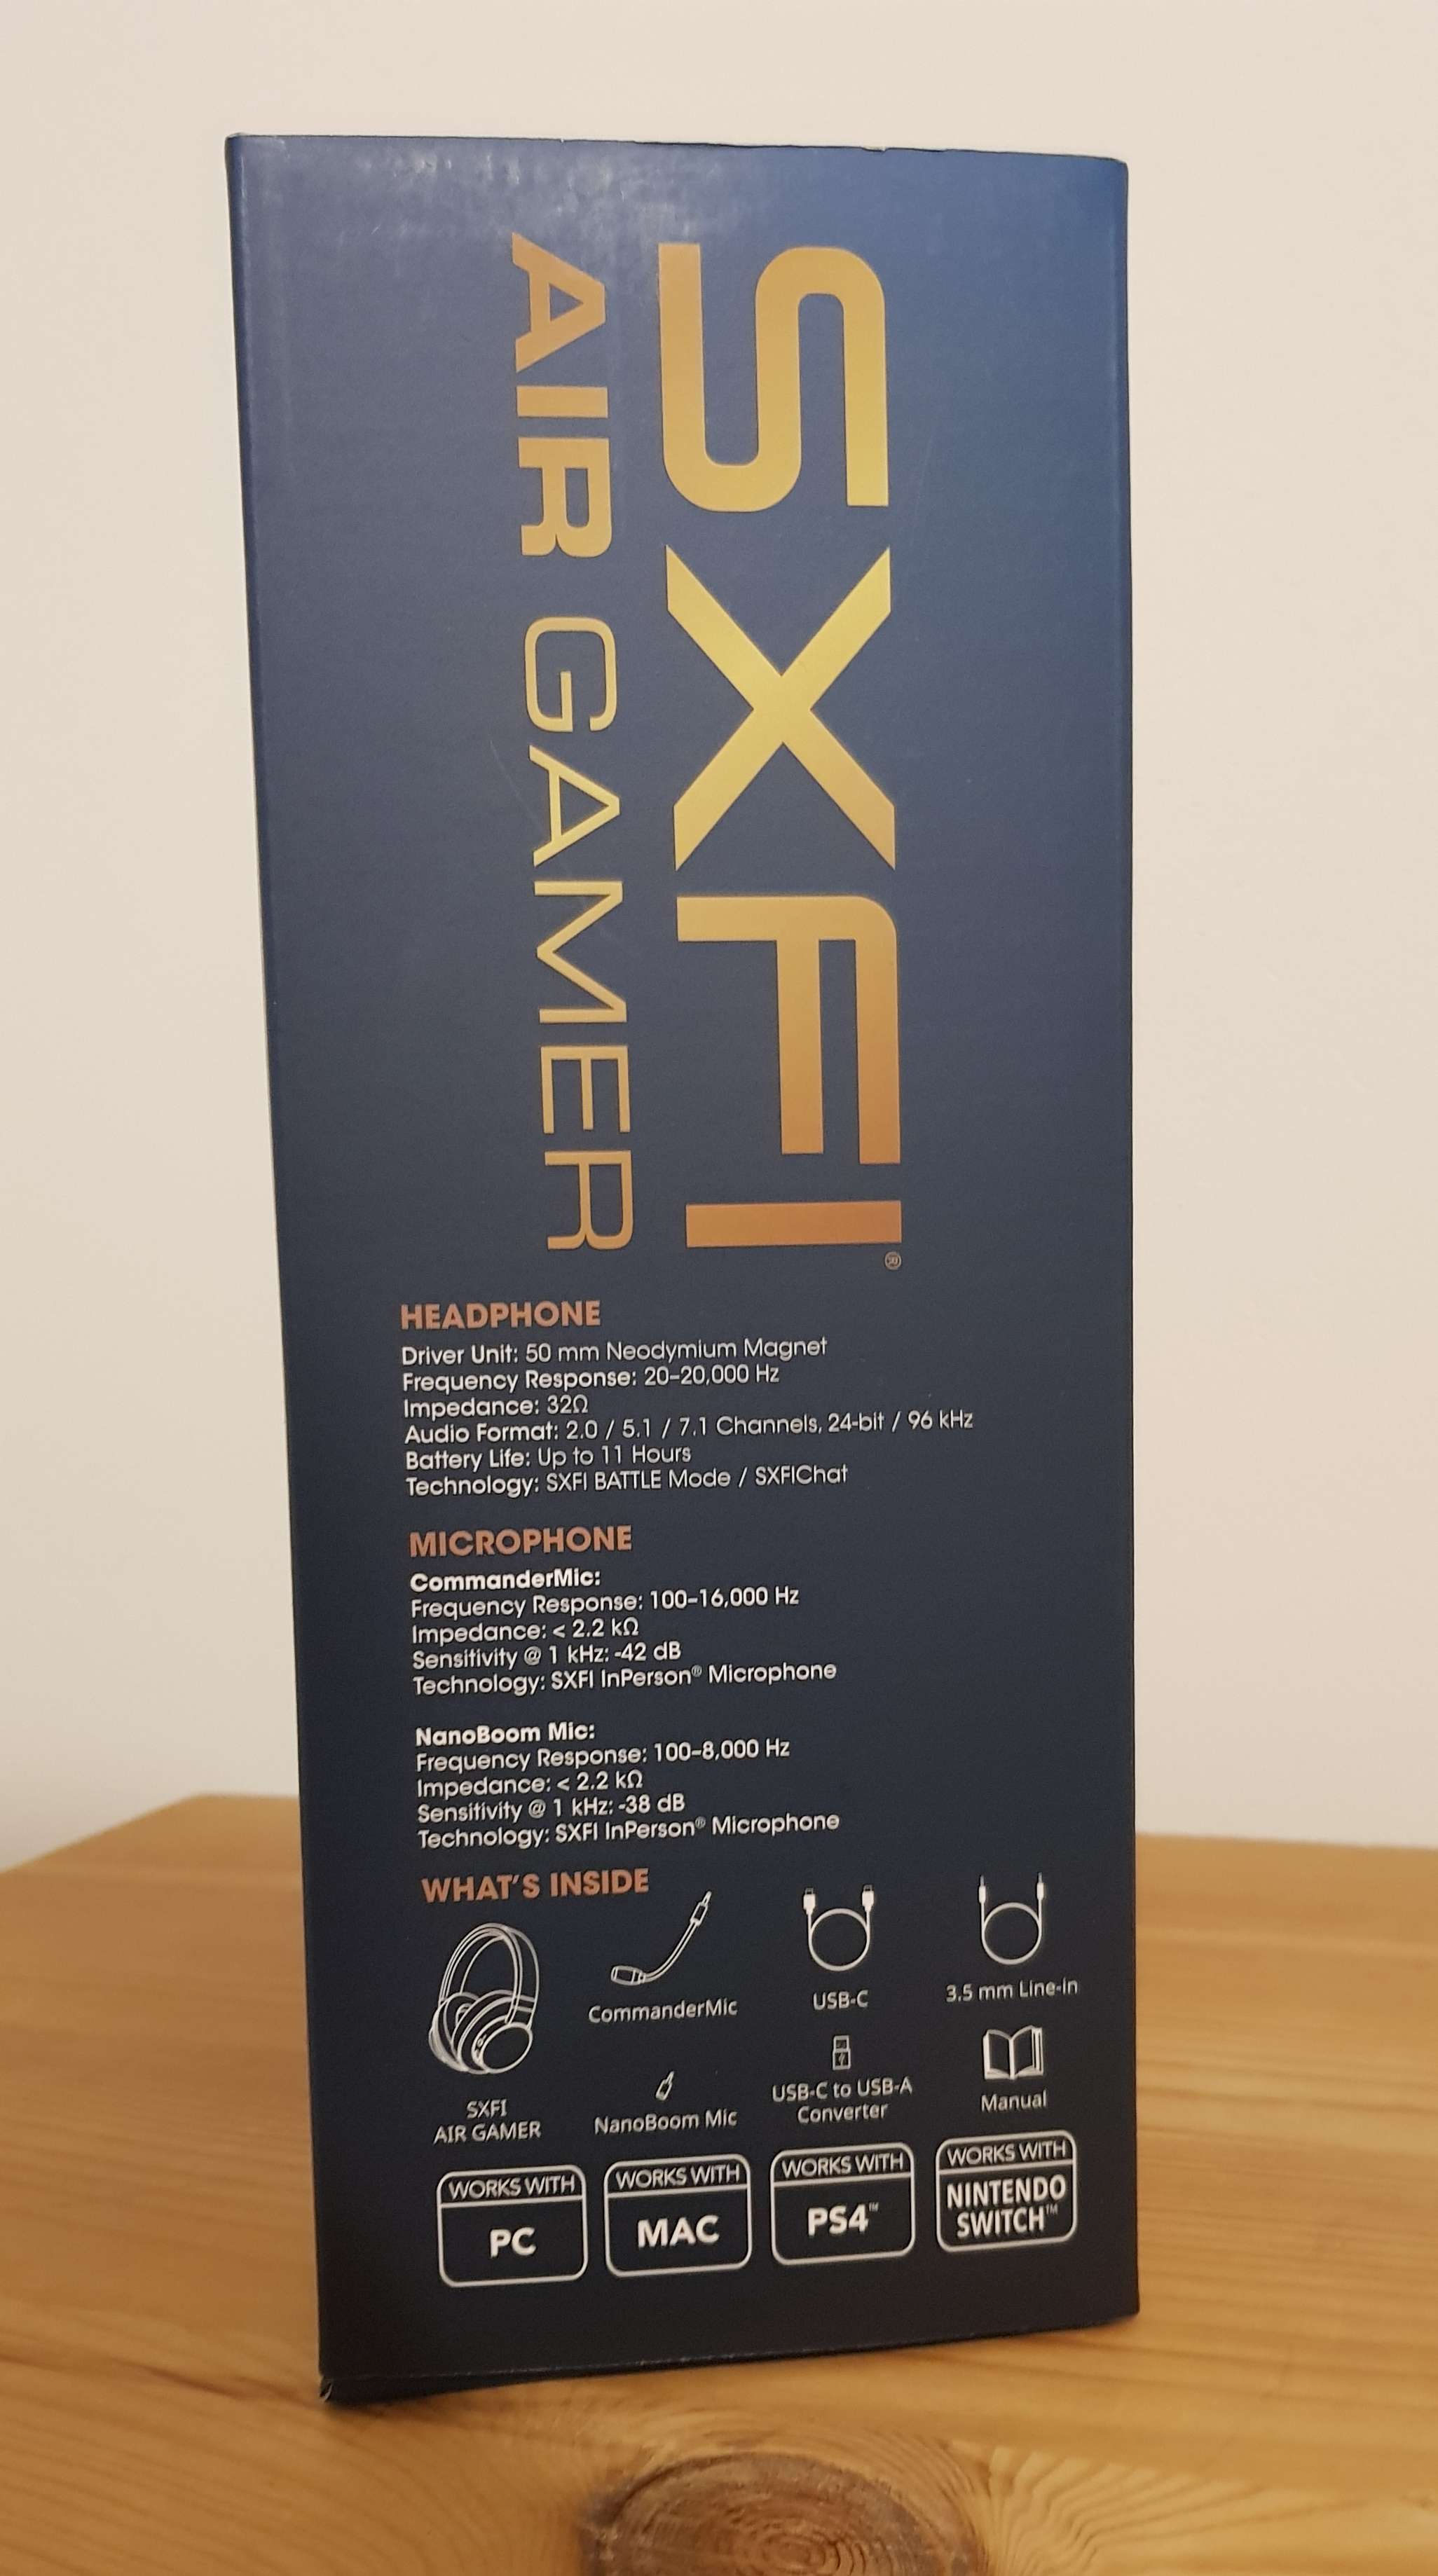 SXFI®
AIR GAMER
HEADPHONE
Driver Unit: 50 mm Neodymium Magnet
Frequency Response: 20–20,000 Hz
Impedance: 32Ω
Audio Format: 2.0 / 5.1 / 7.1 Channels, 24-bit / 96 kHz
Battery Life: Up to 11 Hours
Technology: SXFI BATTLE Mode / SXFIChat
MICROPHONE
CommanderMic:
Frequency Response: 100–16,000 Hz
Impedance: < 2.2 kΩ
Sensitivity @ 1 kHz: -42 dB
Technology: SXFI InPerson® Microphone
NanoBoom Mic:
Frequency Response: 100–8,000 Hz
Impedance: < 2.2 kΩ
Sensitivity @ 1 kHz: -38 dB
Technology: SXFI InPerson® Microphone
WHAT'S INSIDE
SXFI
AIR GAMER
CommanderMic
NanoBoom Mic
USB-C
USB-C to USB-A
Converter
3.5 mm Line-in
Manual
WORKS WITH
PC
WORKS WITH
MAC
WORKS WITH
PS4™
WORKS WITH
NINTENDO
SWITCH™